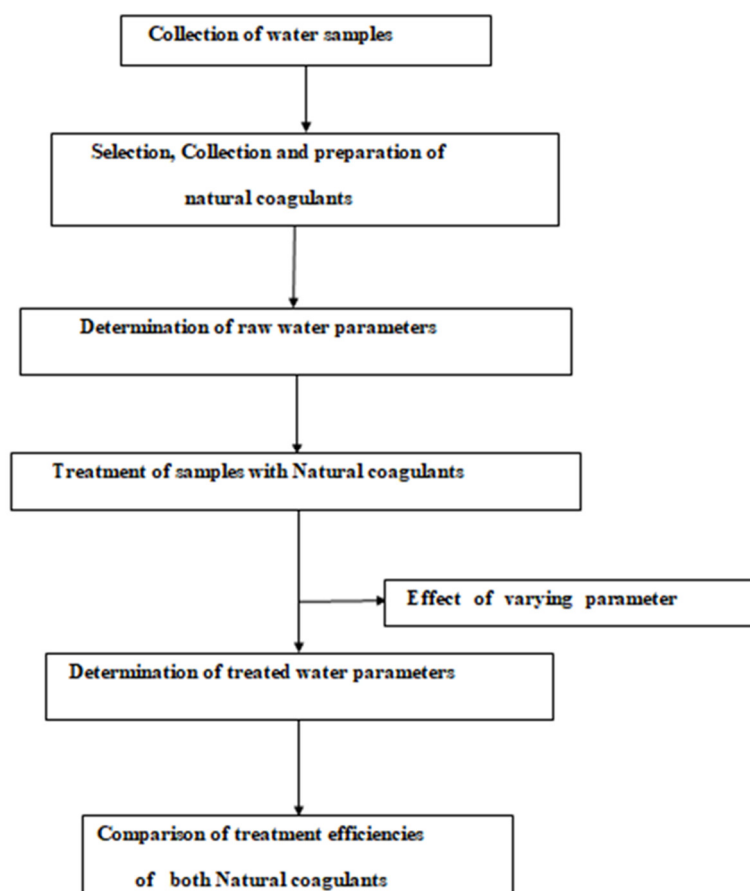 Collection of water samples
Selection, Collection and preparation of
natural coagulants
Determination of raw water parameters
Treatment of samples with Natural coagulants
Effect of varying parameter
Determination of treated water parameters
Comparison of treatment efficiencies
of both Natural coagulants